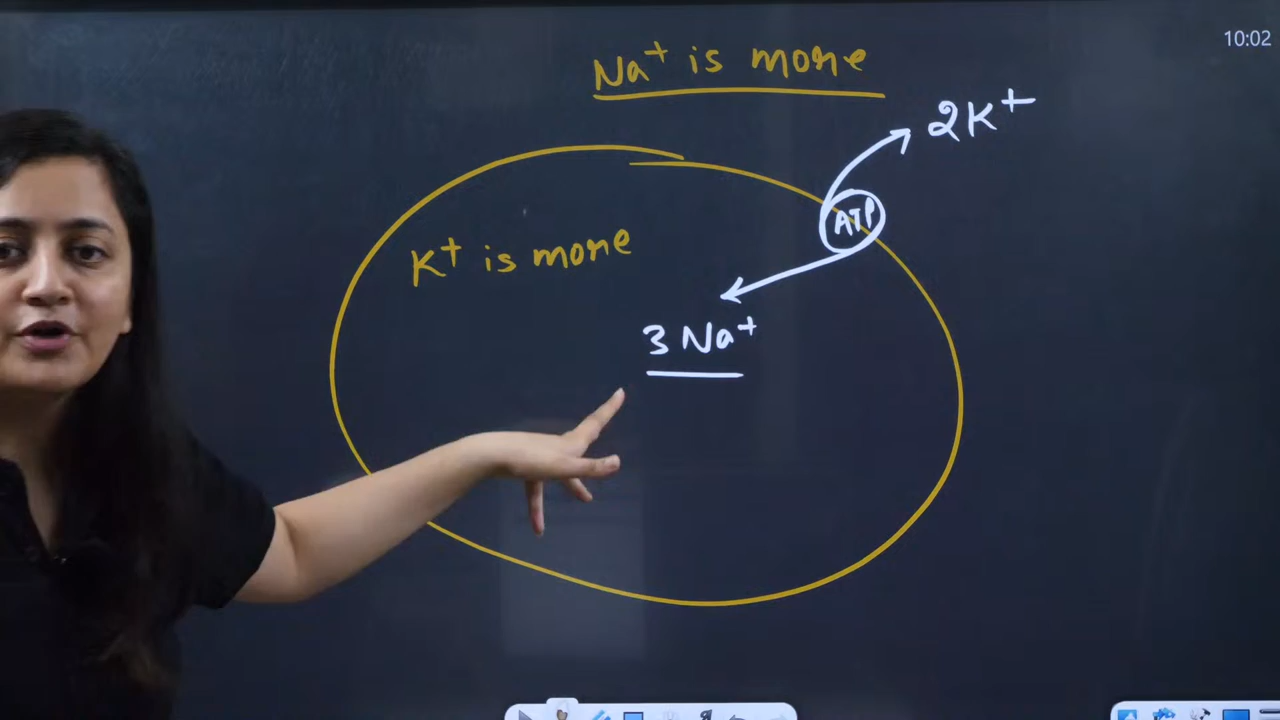 10:02
Na⁺ is more
2K⁺
ATP
K⁺ is more
3 Na⁺